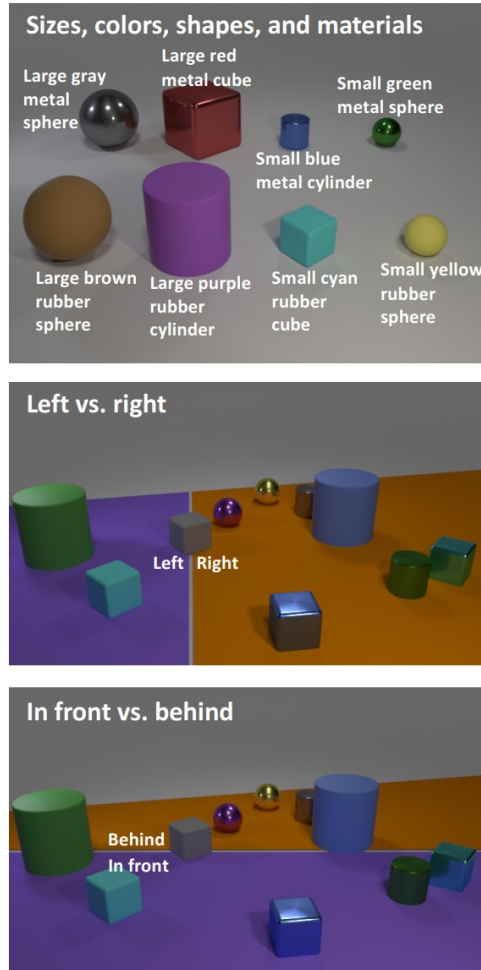 Sizes, colors, shapes, and materials
Large gray
metal
sphere
Large red
metal cube
Small green
metal sphere
Small blue
metal cylinder
Large brown
rubber
sphere
Large purple
rubber
cylinder
Small cyan
rubber
cube
Small yellow
rubber
sphere
Left vs. right
Left Right
In front vs. behind
Behind
In front